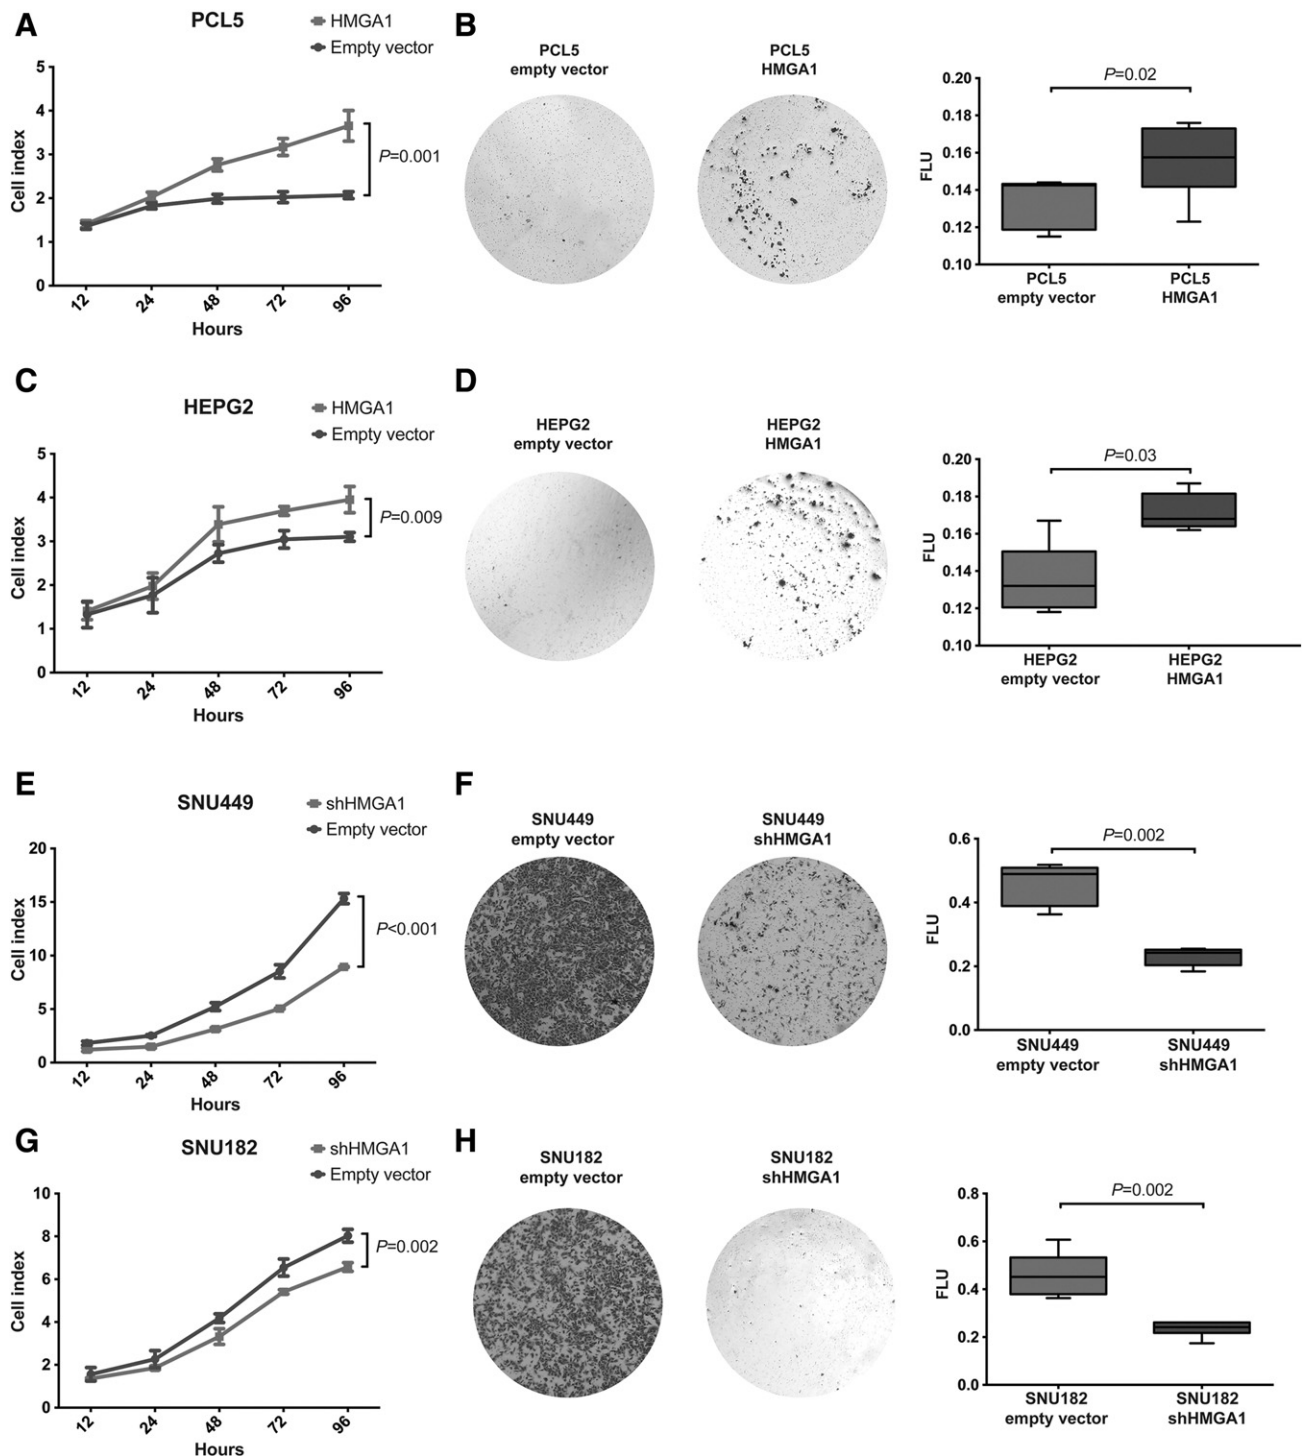 A
PCL5
HMGA1
Empty vector
Cell index
5
4
3
2
1
0
P=0.001
12
24
48
72
96
Hours
B
PCL5
empty vector
PCL5
HMGA1
FLU
0.20
0.18
0.16
0.14
0.12
0.10
P=0.02
PCL5
empty vector
PCL5
HMGA1
C
HEPG2
HMGA1
Empty vector
Cell index
5
4
3
2
1
0
P=0.009
12
24
48
72
96
Hours
D
HEPG2
empty vector
HEPG2
HMGA1
FLU
0.20
0.18
0.16
0.14
0.12
0.10
P=0.03
HEPG2
empty vector
HEPG2
HMGA1
E
SNU449
shHMGA1
Empty vector
Cell index
20
15
10
5
0
P<0.001
12
24
48
72
96
Hours
F
SNU449
empty vector
SNU449
shHMGA1
FLU
0.6
0.4
0.2
0.0
P=0.002
SNU449
empty vector
SNU449
shHMGA1
G
SNU182
shHMGA1
Empty vector
Cell index
10
8
6
4
2
0
P=0.002
12
24
48
72
96
Hours
H
SNU182
empty vector
SNU182
shHMGA1
FLU
0.8
0.6
0.4
0.2
0.0
P=0.002
SNU182
empty vector
SNU182
shHMGA1